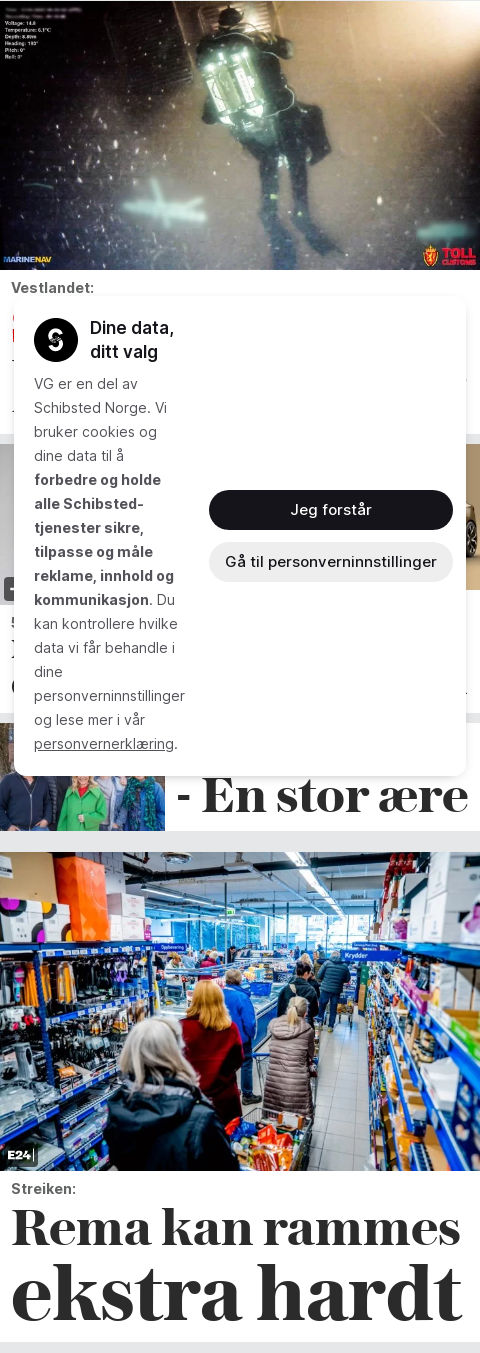 Voltage: 14.8
Temperature: 6.1°C
Depth: 8.80m
Heading: 193°
Pitch: 0°
Roll: 0°
MARINENAV
TOLL
CUSTOMS
Vestlandet:
Dine data,
ditt valg
VG er en del av
Schibsted Norge. Vi
bruker cookies og
dine data til å
forbedre og holde
alle Schibsted-
tjenester sikre,
tilpasse og måle
reklame, innhold og
kommunikasjon. Du
kan kontrollere hvilke
data vi får behandle i
dine
personverninnstillinger
og lese mer i vår
personvernerklæring.
Jeg forstår
Gå til personverninnstillinger
- En stor ære
Oppbevaring
Krydder
E24
Streiken:
Rema kan rammes
ekstra hardt